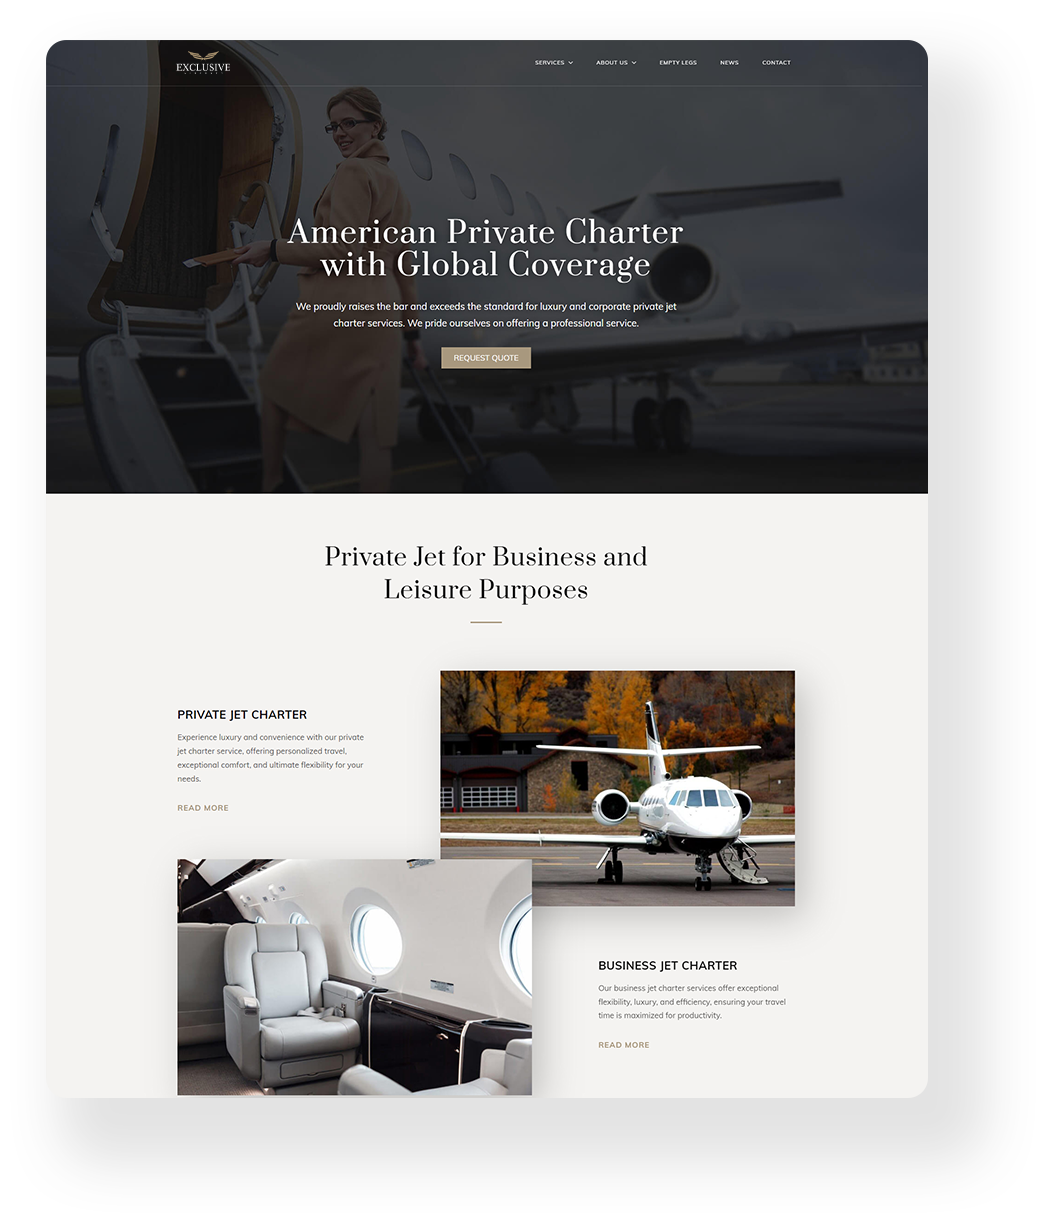 EXCLUSIVE
SERVICES
ABOUT US
EMPTY LEGS
NEWS
CONTACT
American Private Charter
with Global Coverage
We proudly raises the bar and exceeds the standard for luxury and corporate private jet
charter services. We pride ourselves on offering a professional service.
REQUEST QUOTE
Private Jet for Business and
Leisure Purposes
PRIVATE JET CHARTER
Experience luxury and convenience with our private
jet charter service, offering personalized travel,
exceptional comfort, and ultimate flexibility for your
needs.
READ MORE
BUSINESS JET CHARTER
Our business jet charter services offer exceptional
flexibility, luxury, and efficiency, ensuring your travel
time is maximized for productivity.
READ MORE